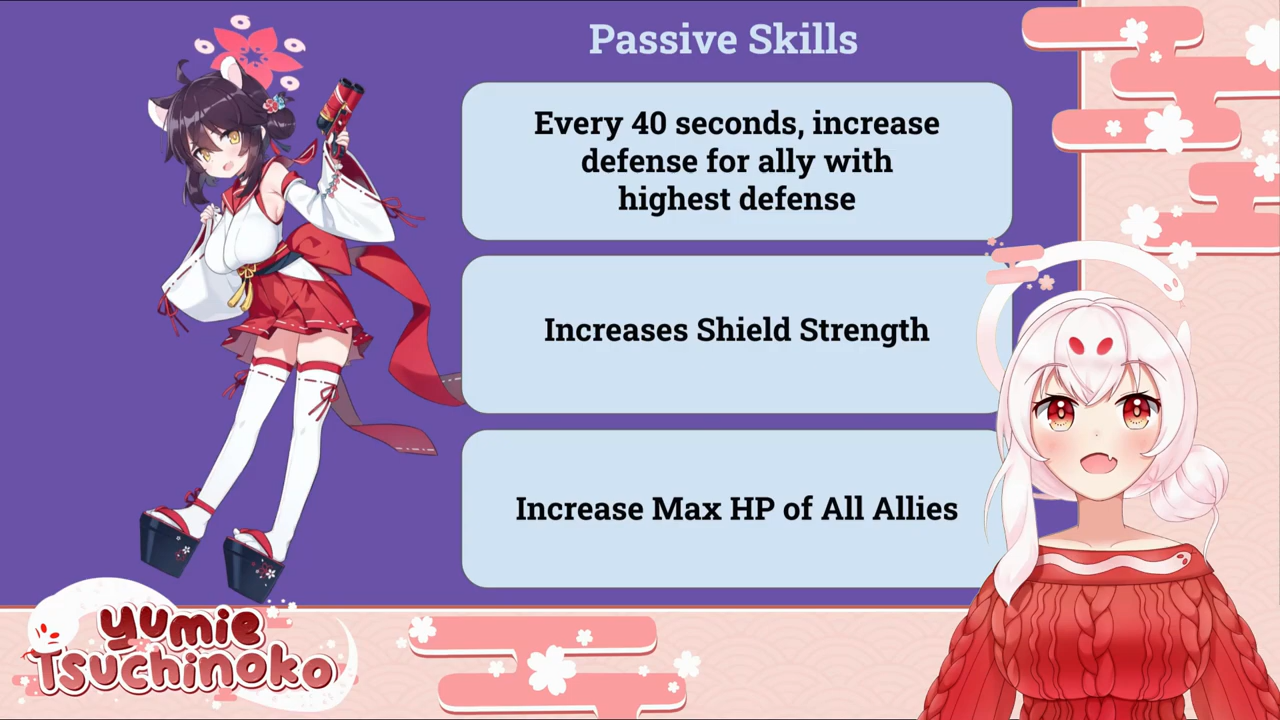 Passive Skills
Every 40 seconds, increase
defense for ally with
highest defense
Increases Shield Strength
Increase Max HP of All Allies
yumie
Tsuchinoko